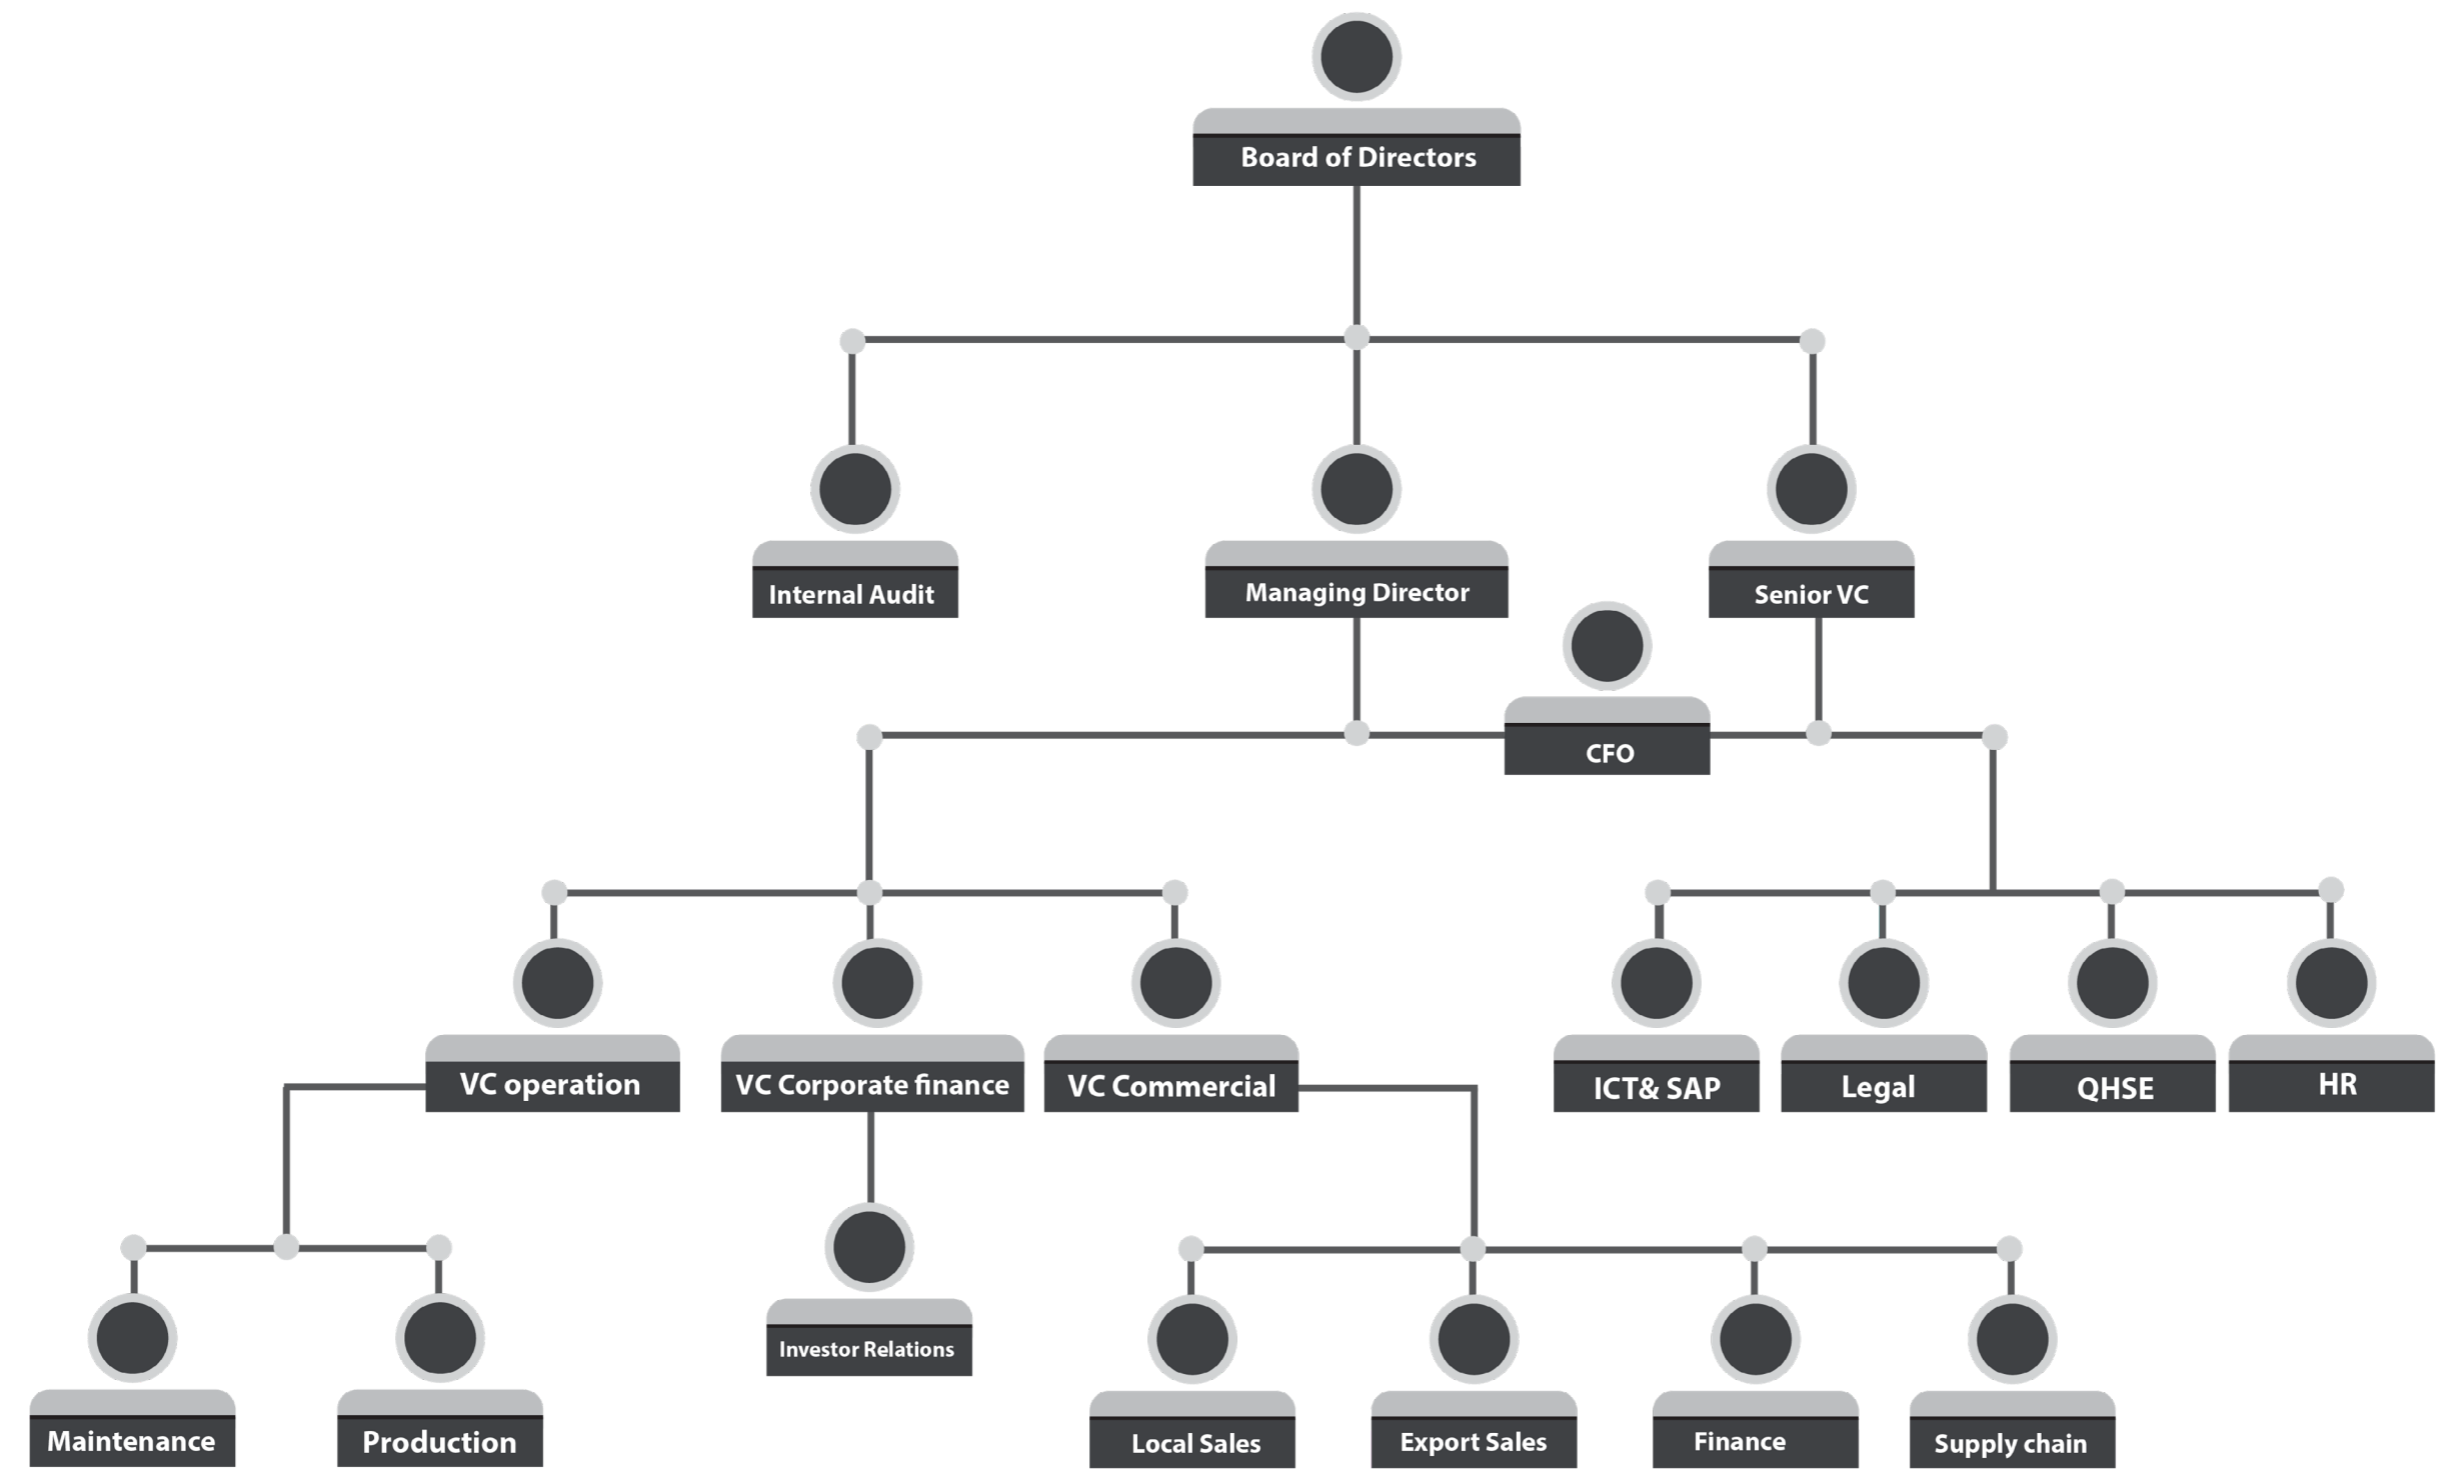 Board of Directors
Internal Audit
Managing Director
Senior VC
CFO
VC operation
VC Corporate finance
VC Commercial
ICT& SAP
Legal
QHSE
HR
Investor Relations
Maintenance
Production
Local Sales
Export Sales
Finance
Supply chain